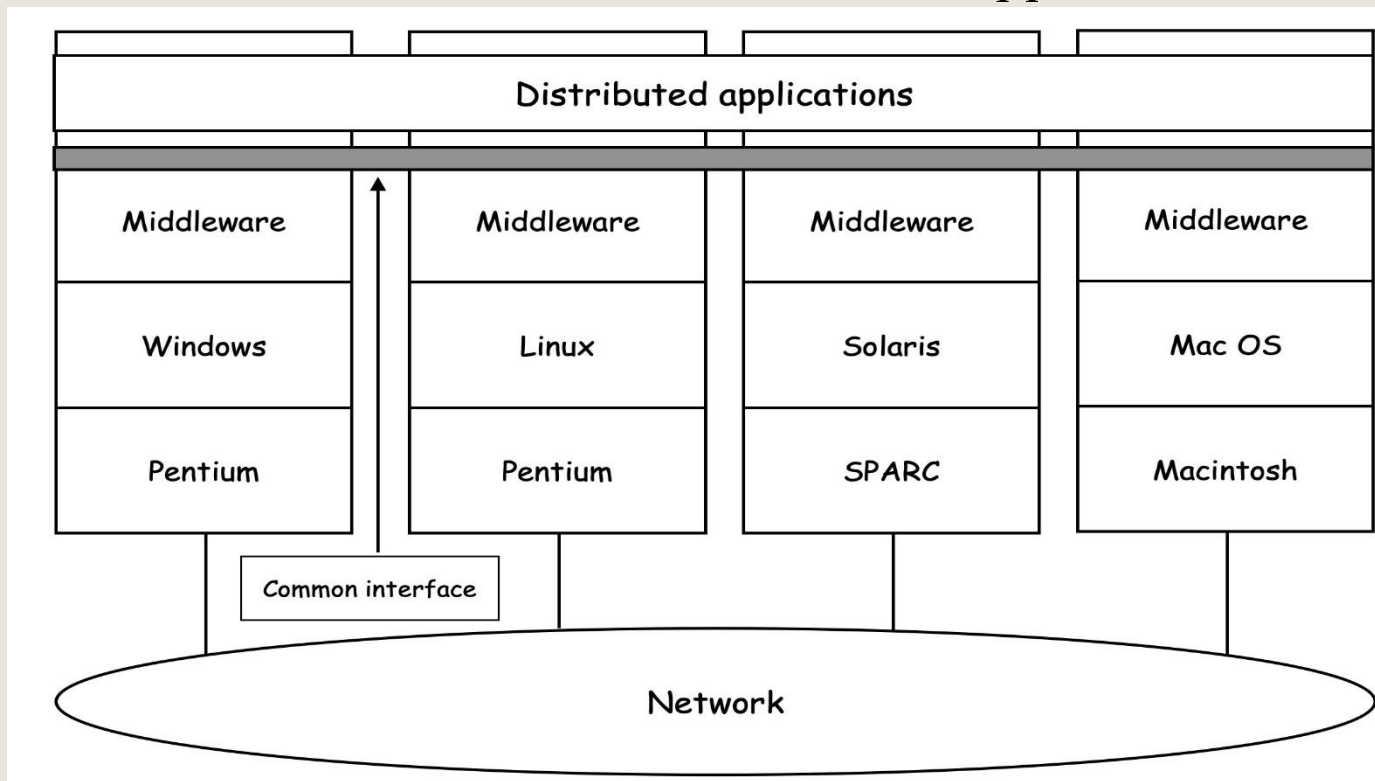 Distributed applications
Middleware Middleware Middleware Middleware
Windows Linux Solaris Mac OS
Pentium Pentium SPARC Macintosh
Common interface
Network